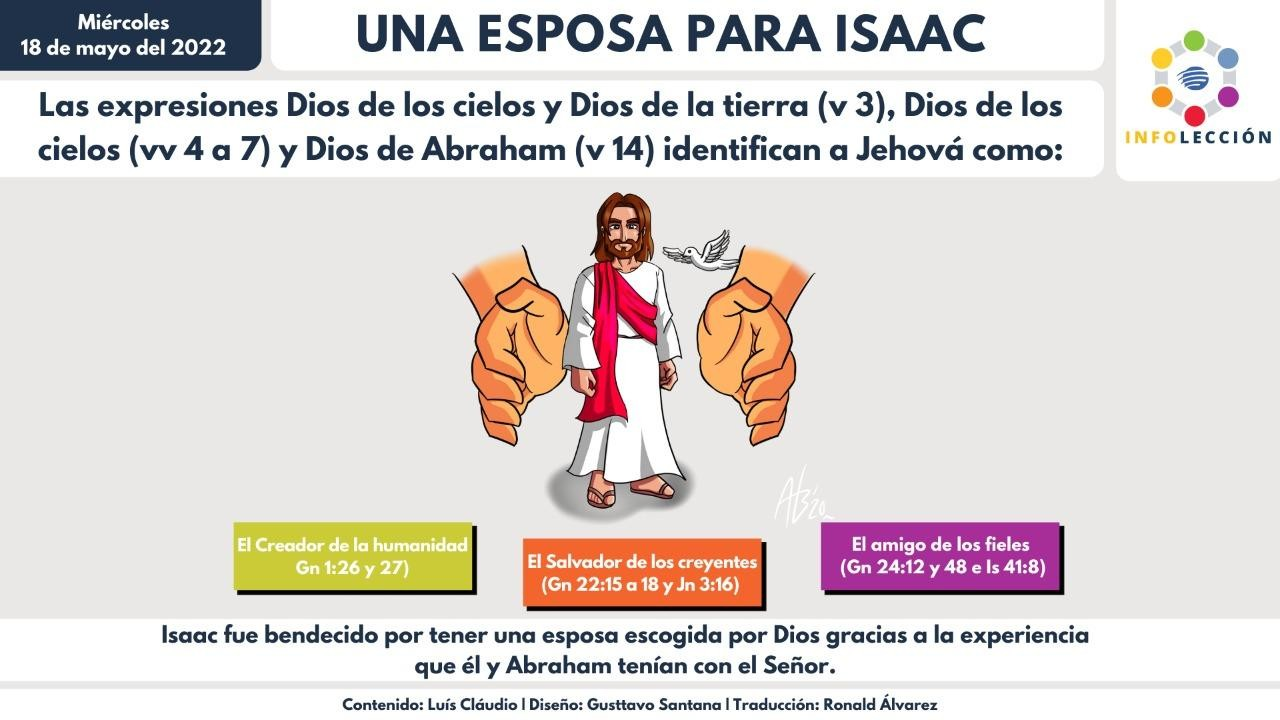 Miércoles
18 de mayo del 2022
UNA ESPOSA PARA ISAAC
INFOLECCIÓN
Las expresiones Dios de los cielos y Dios de la tierra (v 3), Dios de los
cielos (vv 4 a 7) y Dios de Abraham (v 14) identifican a Jehová como:
El Creador de la humanidad
Gn 1:26 y 27)
El Salvador de los creyentes
(Gn 22:15 a 18 y Jn 3:16)
El amigo de los fieles
(Gn 24:12 y 48 e Is 41:8)
Isaac fue bendecido por tener una esposa escogida por Dios gracias a la experiencia
que él y Abraham tenían con el Señor.
Contenido: Luís Cláudio | Diseño: Gusttavo Santana | Traducción: Ronald Álvarez